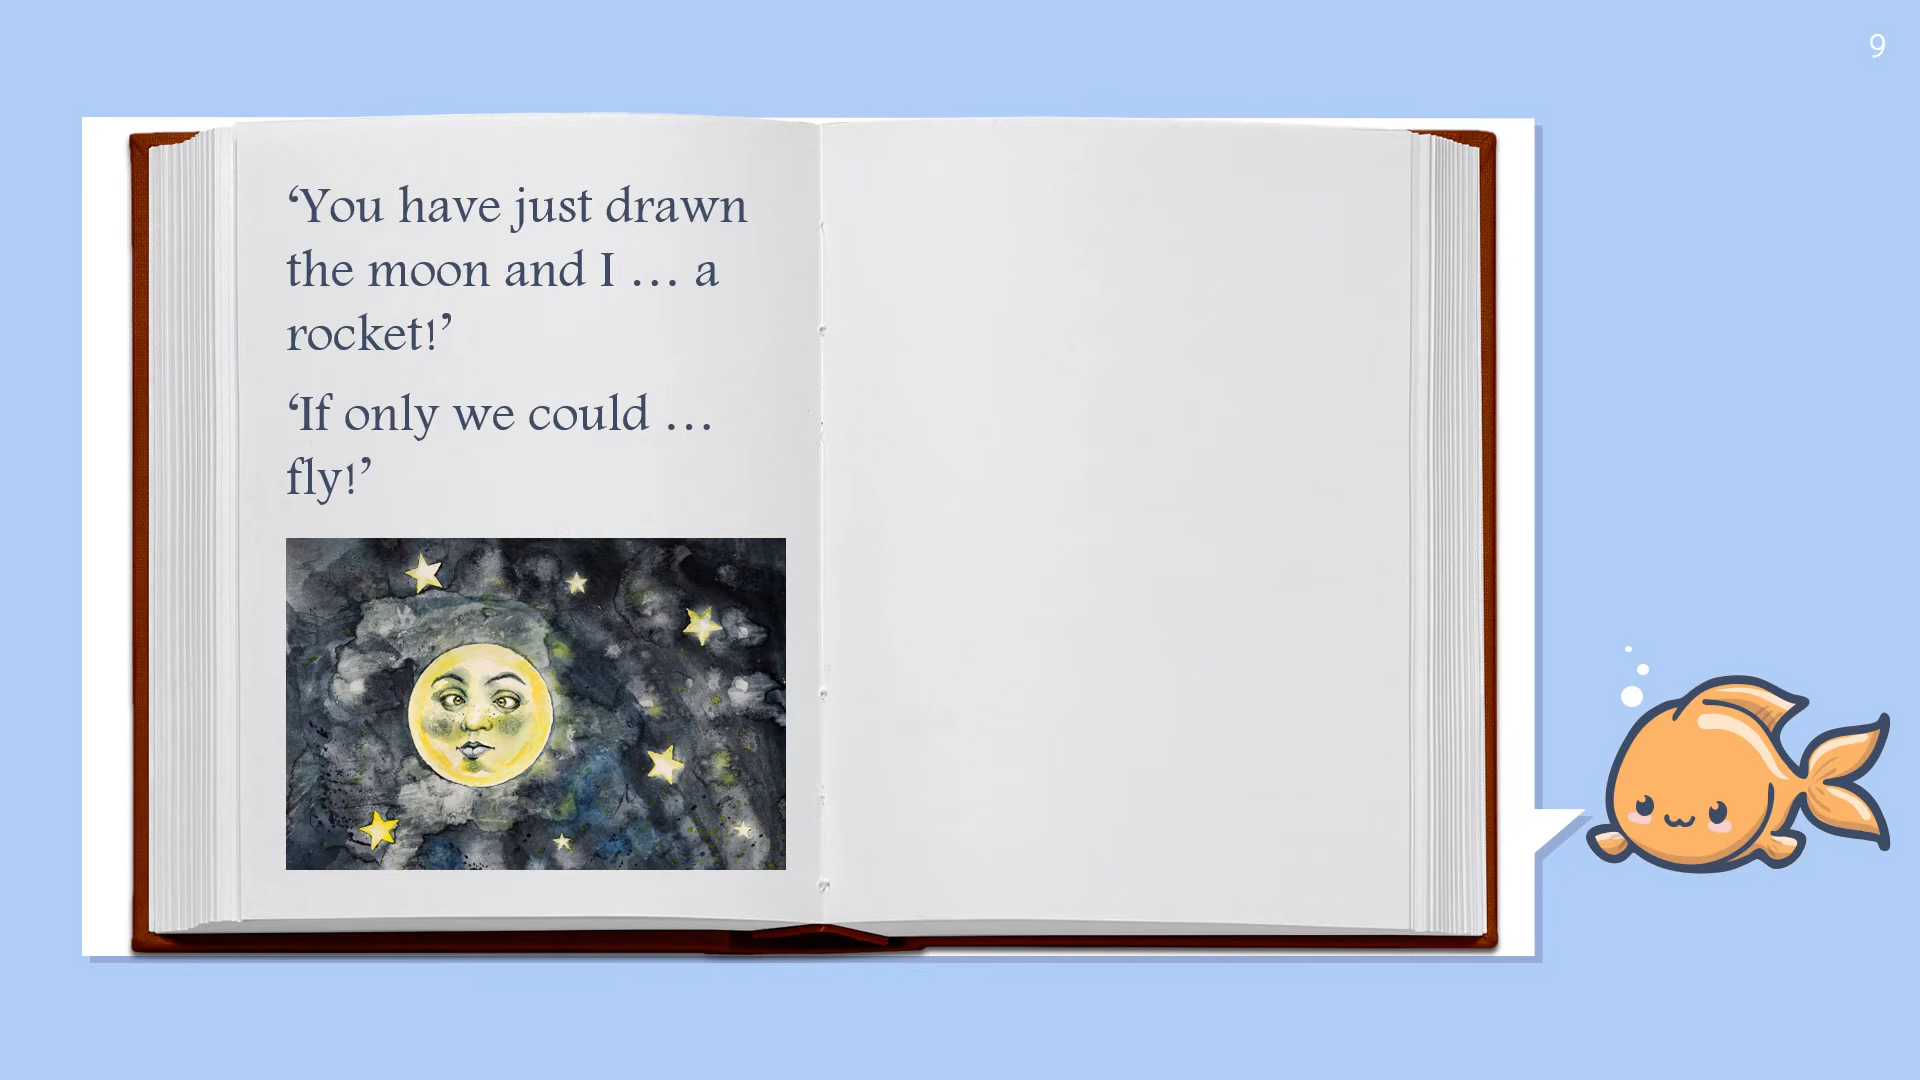 9
‘You have just drawn
the moon and I … a
rocket!’
‘If only we could …
fly!’